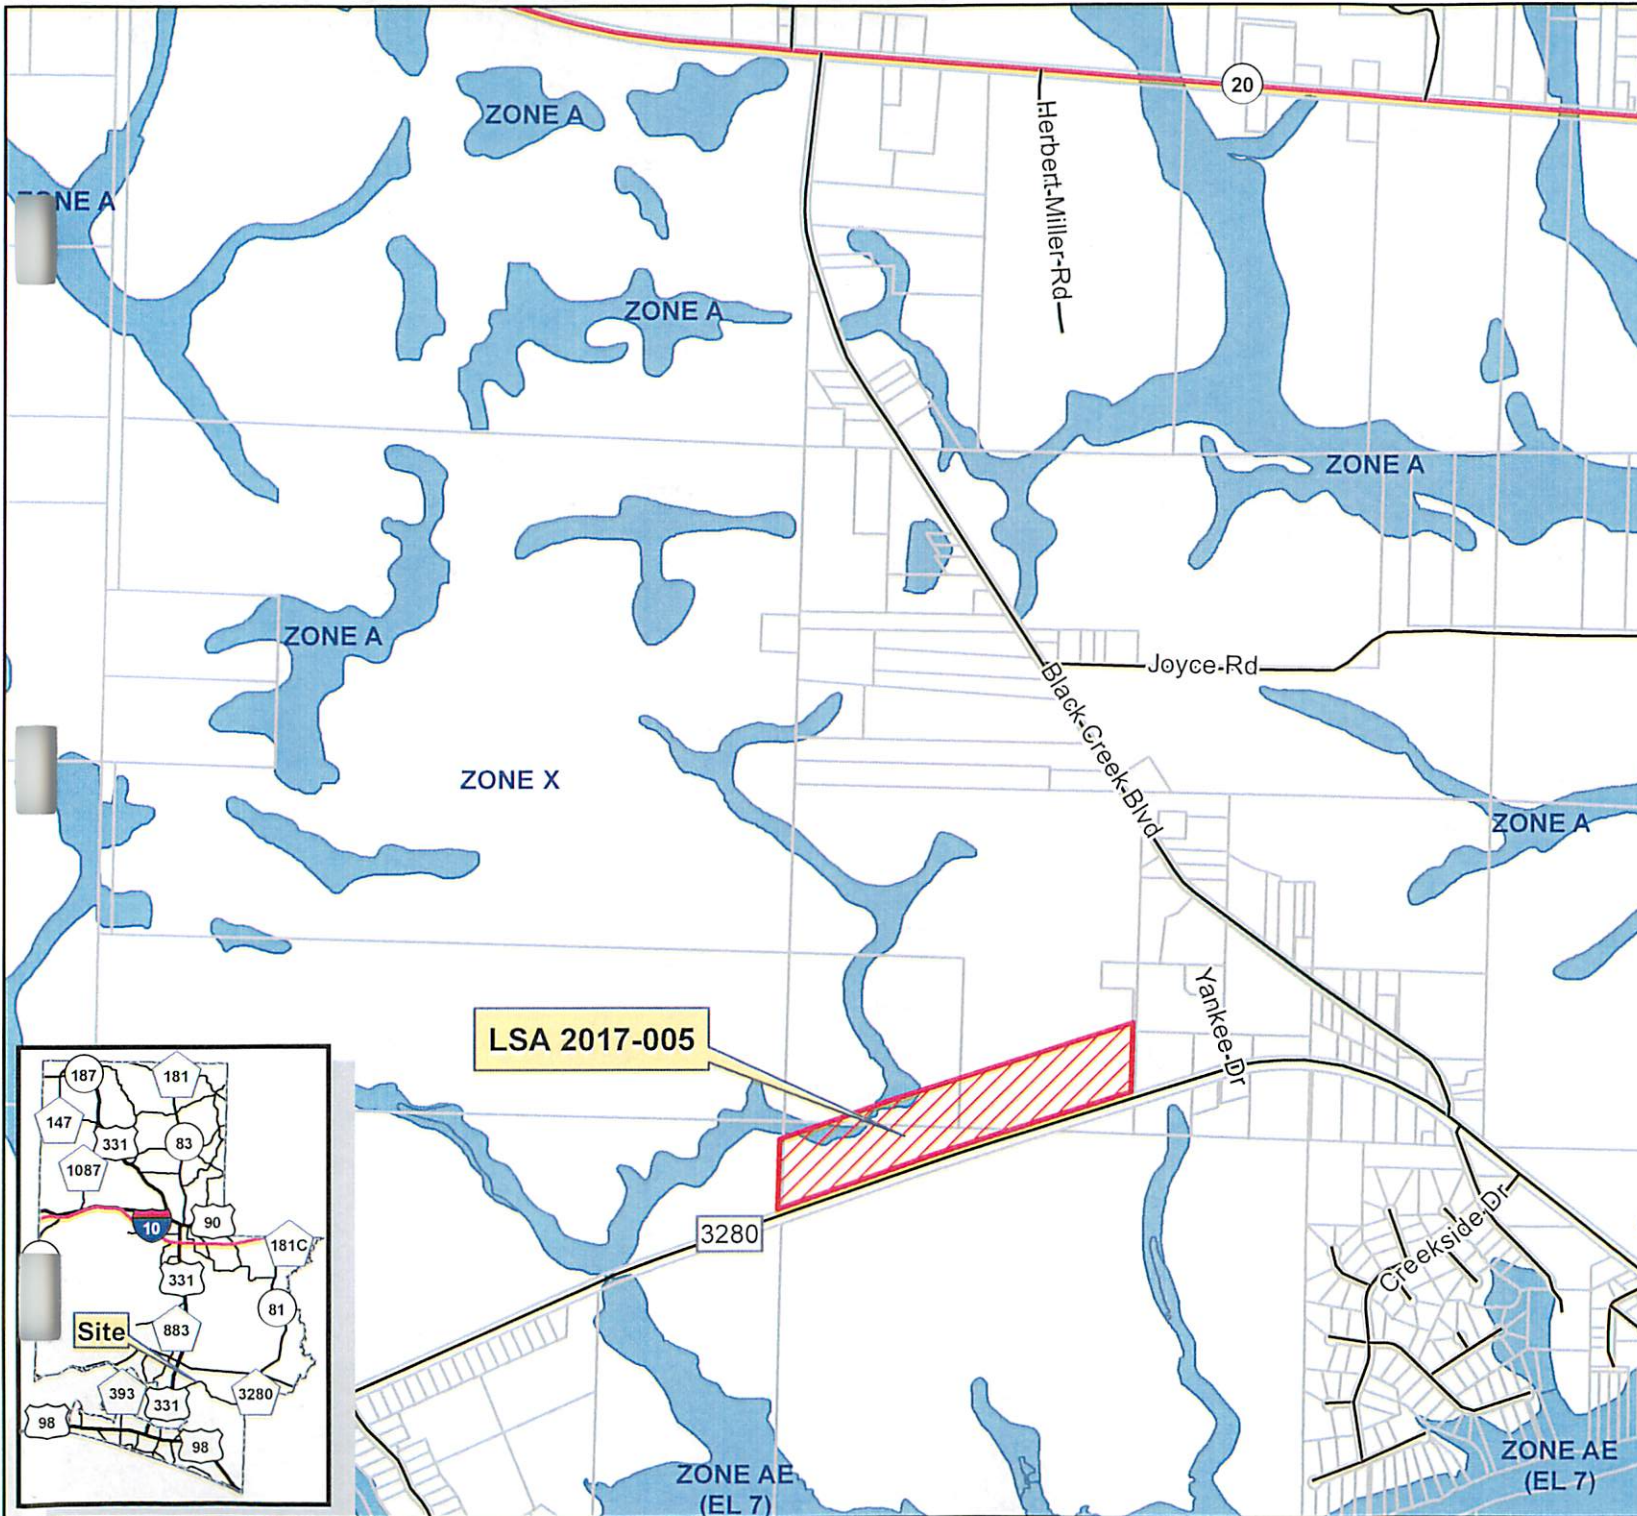 20
ZONE A
Herbert-Miller-Rd
ZONE A
ZONE A
ZONE A
ZONE A
Joyce-Rd
Black-Creek-Blvd
ZONE X
ZONE A
Yankee-Dr
LSA 2017-005
3280
Creekside-Dr
ZONE AE
(EL 7)
ZONE AE
(EL 7)
187
181
147
331
83
1087
10
90
181C
331
81
Site
883
393
331
3280
98
98